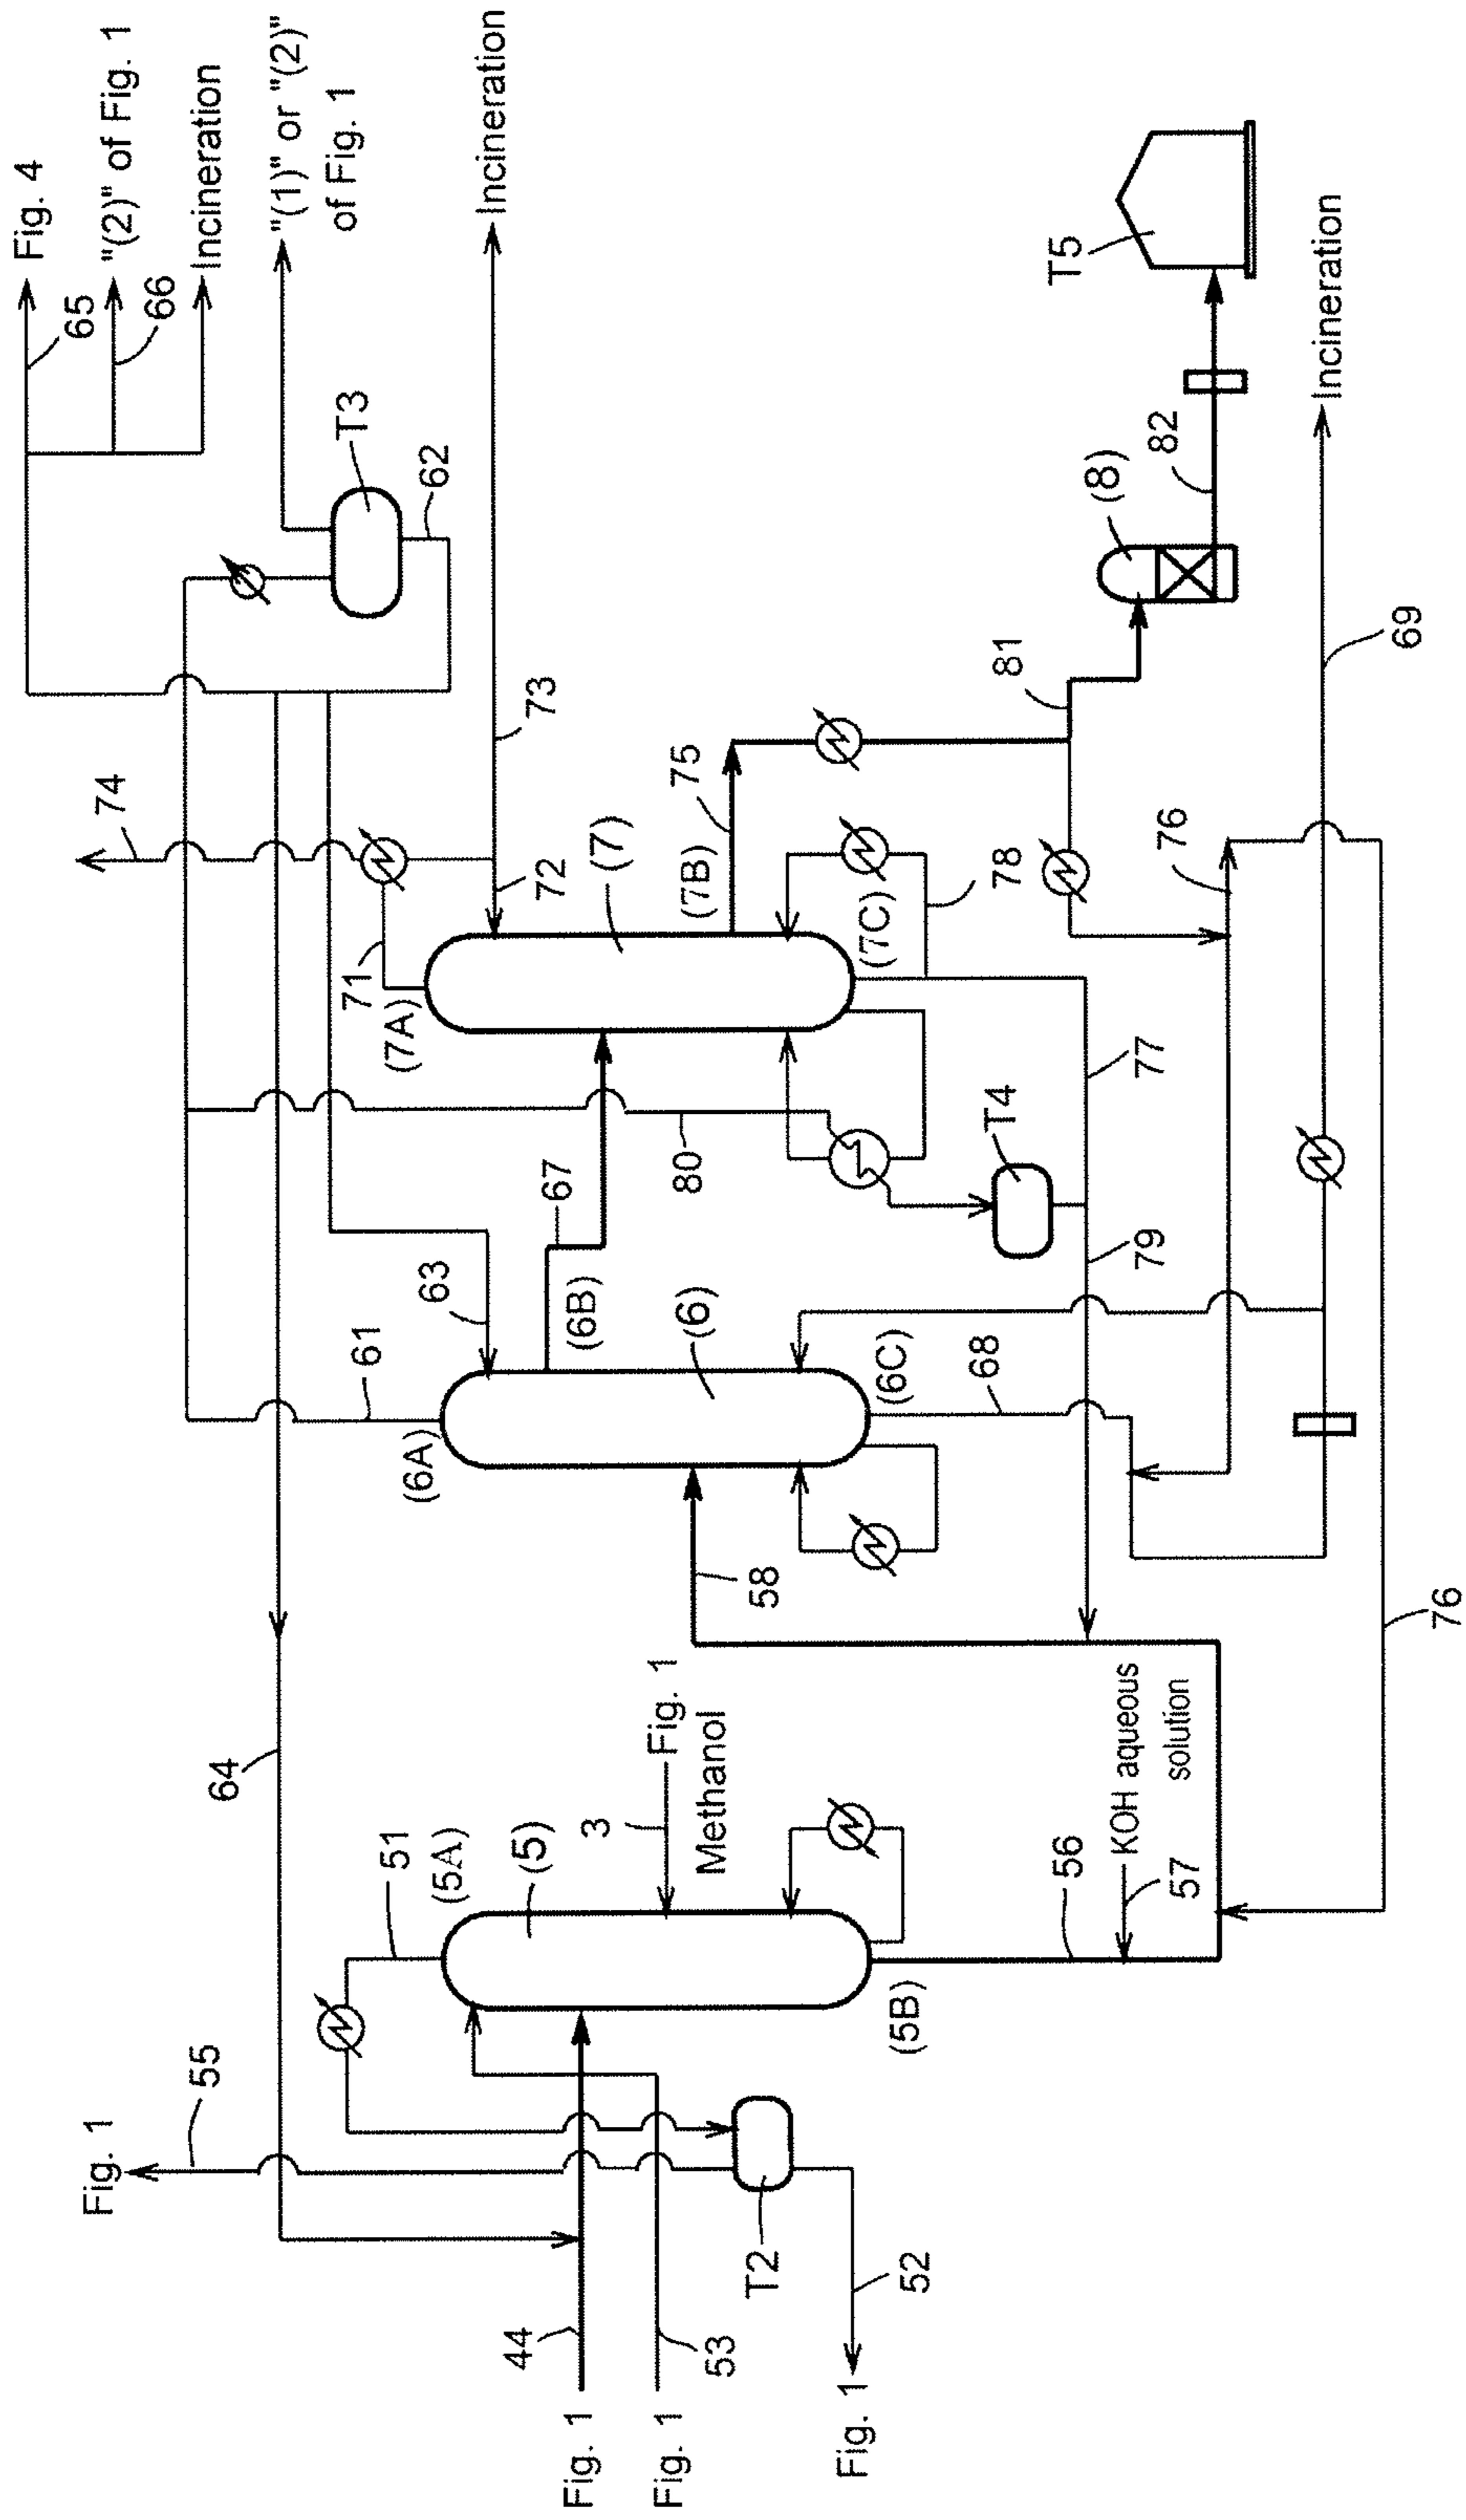 Fig. 4
65
"(2)" of Fig. 1
66
Incineration
"(1)" or "(2)"
of Fig. 1
T3
62
Incineration
73
74
72
71
(7A)
(7)
(7B)
75
(7C)
78
81
(8)
82
T5
Incineration
69
76
77
T4
79
80
67
(6B)
63
61
(6A)
(6)
(6C)
68
58
76
64
Fig. 1
3
Methanol
KOH aqueous
solution
57
56
51
(5A)
(5)
(5B)
55
Fig. 1
T2
52
Fig. 1
44
Fig. 1
53
Fig. 1